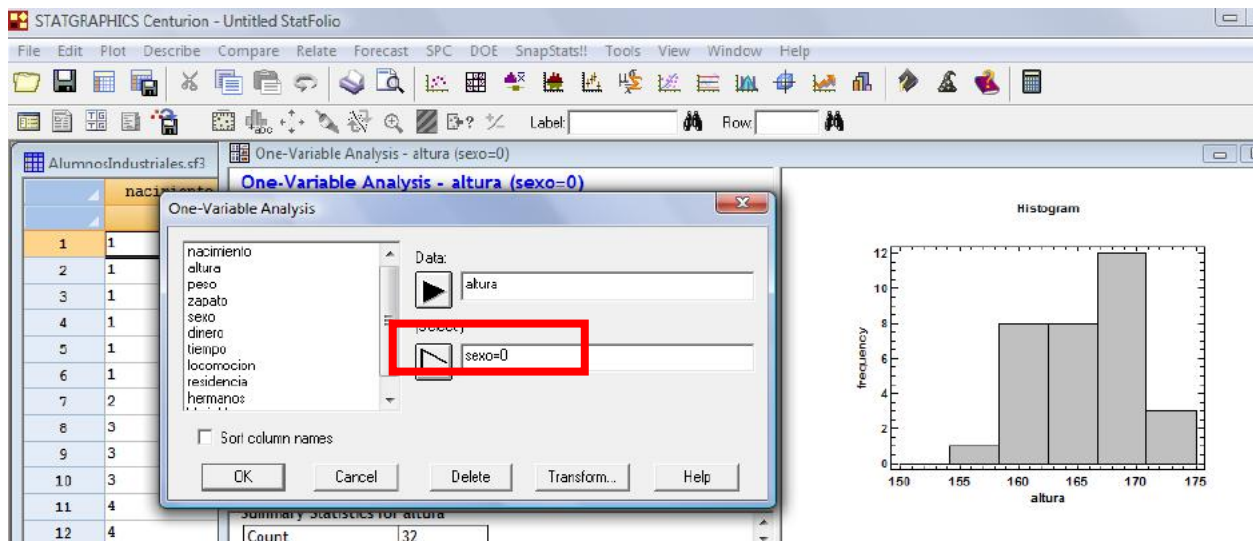 STATGRAPHICS Centurion - Untitled StatFolio
File Edit Plot Describe Compare Relate Forecast SPC DOE SnapStats!! Tools View Window Help
Label: Row:
AlumnosIndustriales.sf3
One-Variable Analysis - altura (sexo=0)
One-Variable Analysis - altura (sexo=0)
1 1
2 1
3 1
4 1
5 1
6 1
7 2
8 3
9 3
10 3
11 4
12 4
One-Variable Analysis
nacimiento
altura
peso
zapato
sexo
dinero
tiempo
locomocion
residencia
hermanos
Data:
altura
sexo=0
Sort column names
OK Cancel Delete Transform... Help
Summary Statistics for altura
Count 32
Histogram
frequency
12
10
8
6
4
2
0
150 155 160 165 170 175
altura